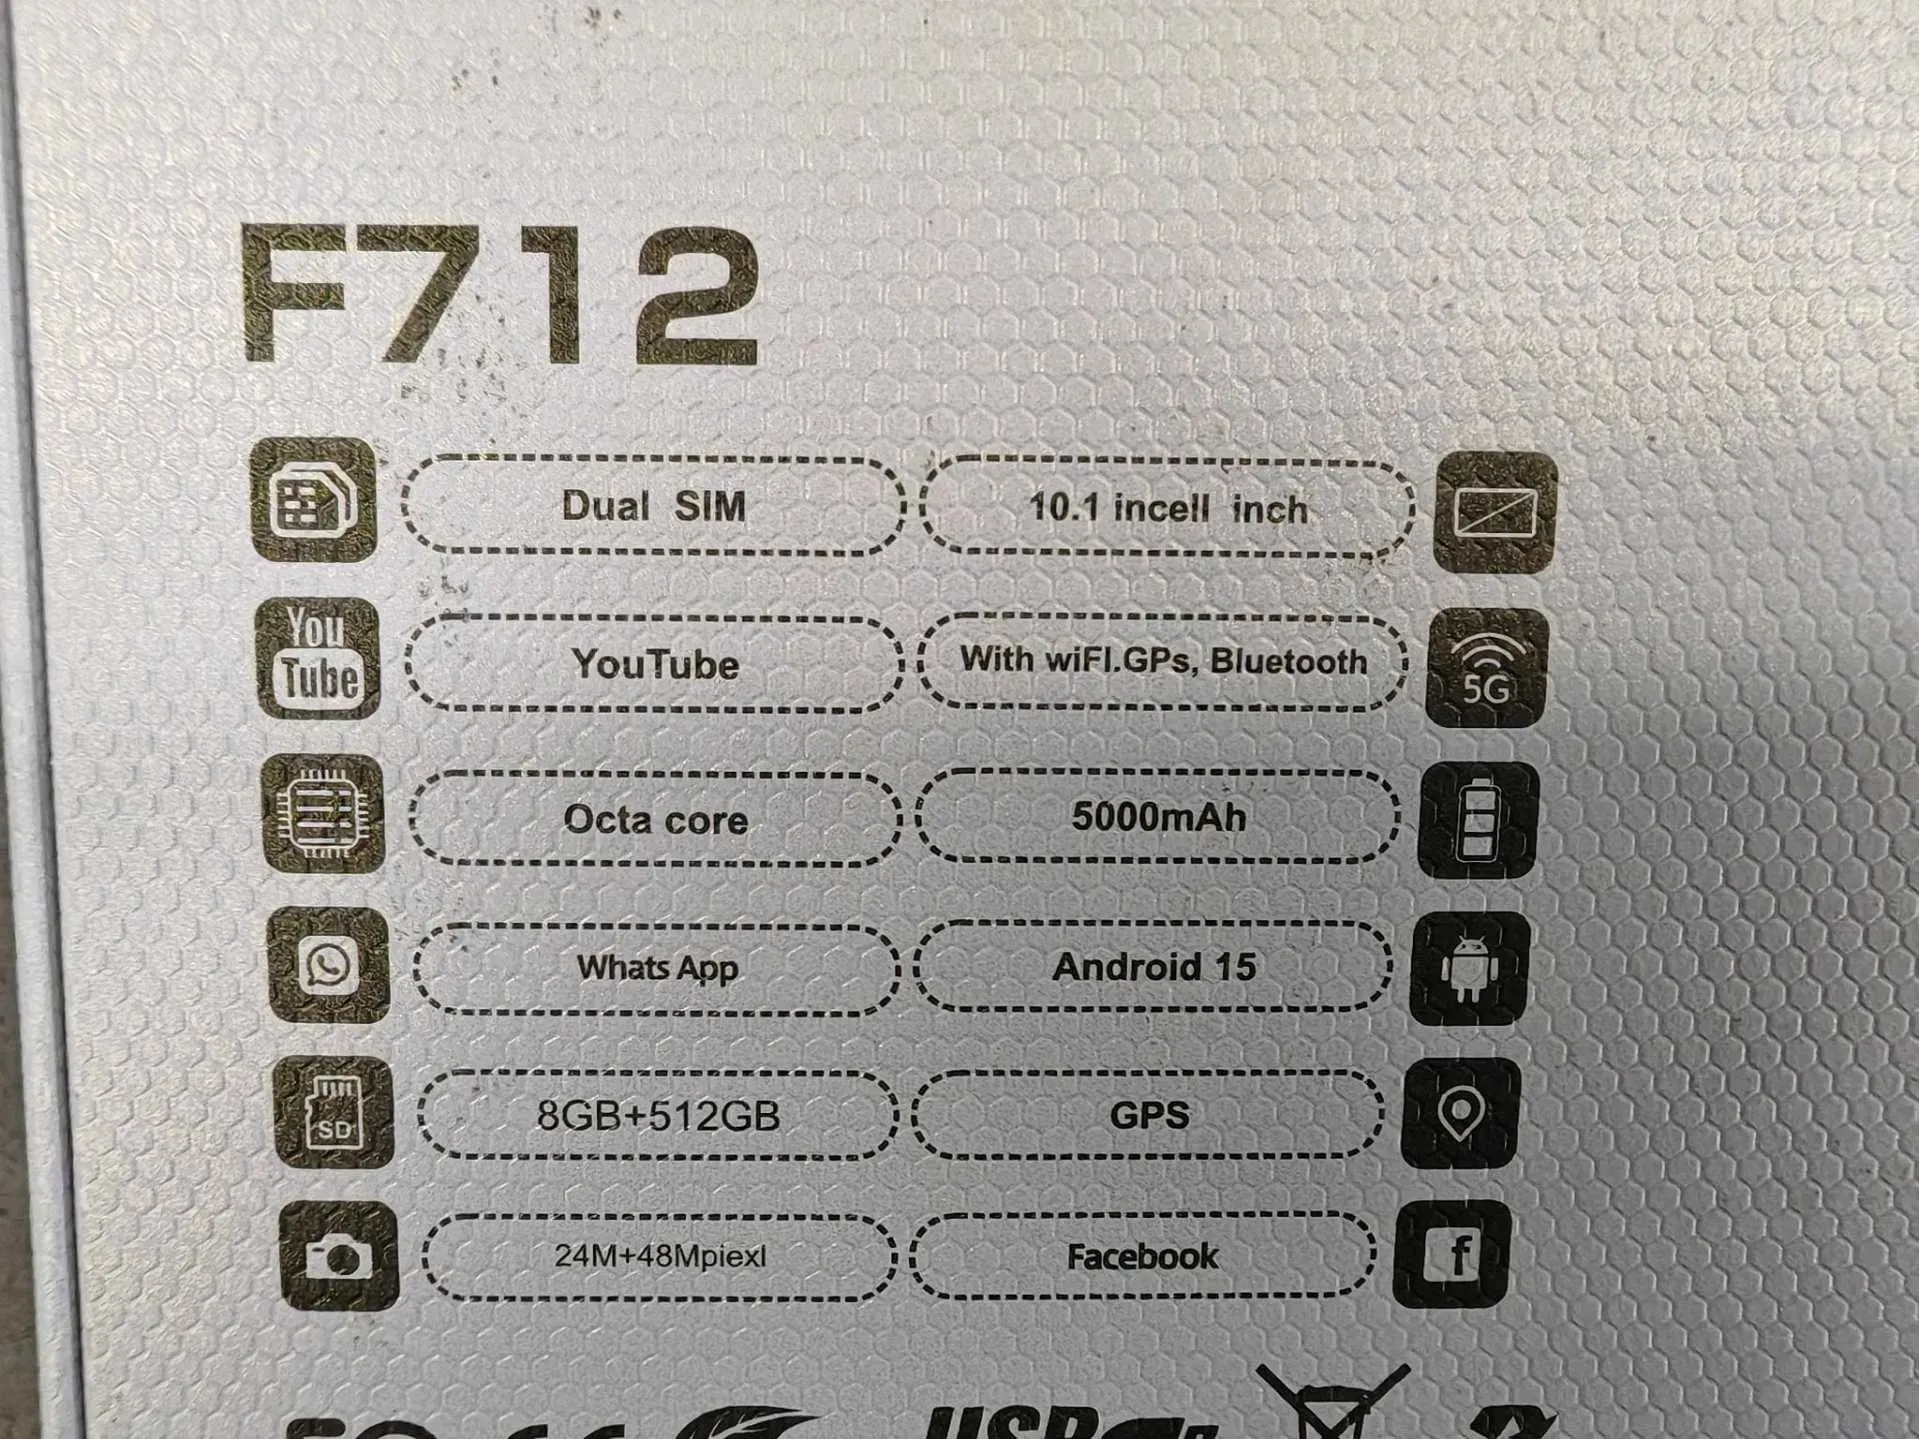 F712
Dual SIM
10.1 incell inch
You
Tube
YouTube
With wiFI.GPs, Bluetooth
5G
Octa core
5000mAh
Whats App
Android 15
SD
8GB+512GB
GPS
24M+48Mpiexl
Facebook
f